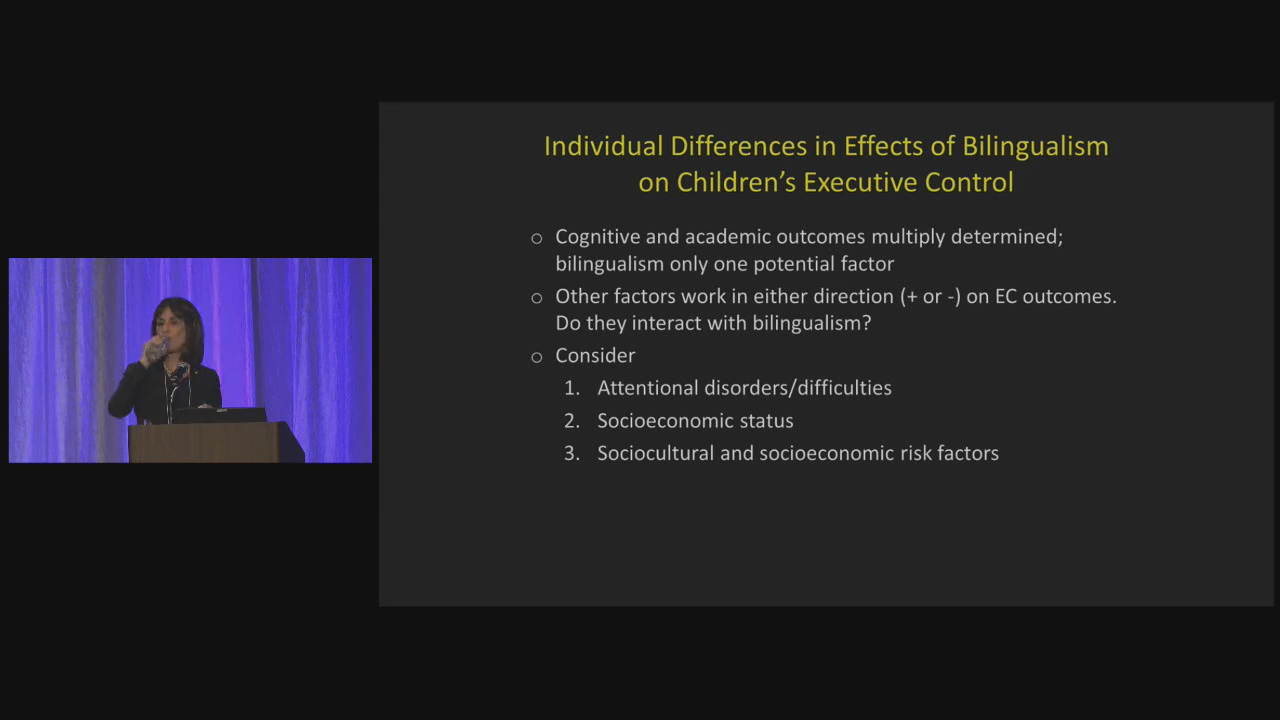 Individual Differences in Effects of Bilingualism
on Children’s Executive Control
○ Cognitive and academic outcomes multiply determined;
bilingualism only one potential factor
○ Other factors work in either direction (+ or -) on EC outcomes.
Do they interact with bilingualism?
○ Consider
1. Attentional disorders/difficulties
2. Socioeconomic status
3. Sociocultural and socioeconomic risk factors